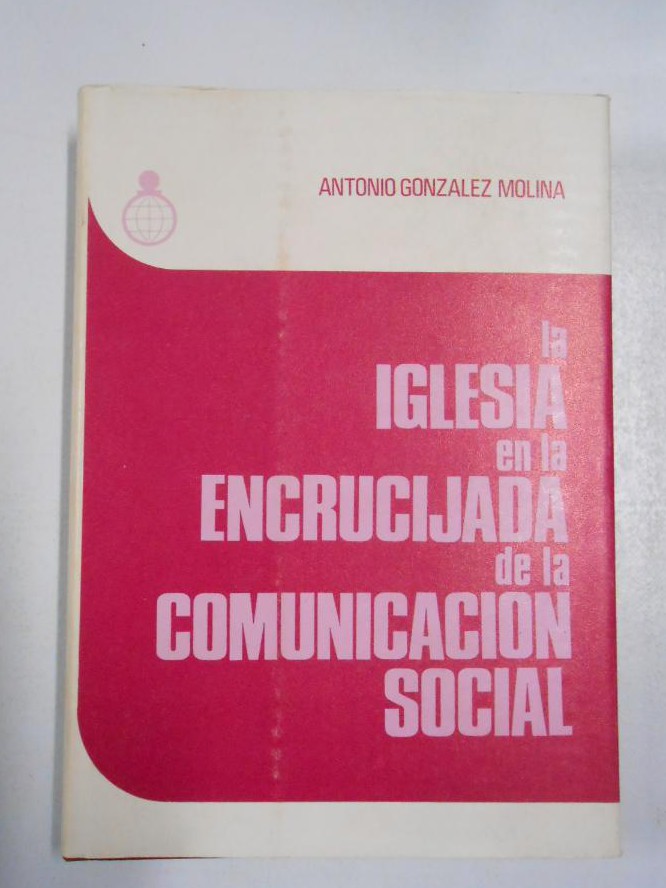 ANTONIO GONZALEZ MOLINA
la
IGLESIA
en la
ENCRUCIJADA
de la
COMUNICACION
SOCIAL